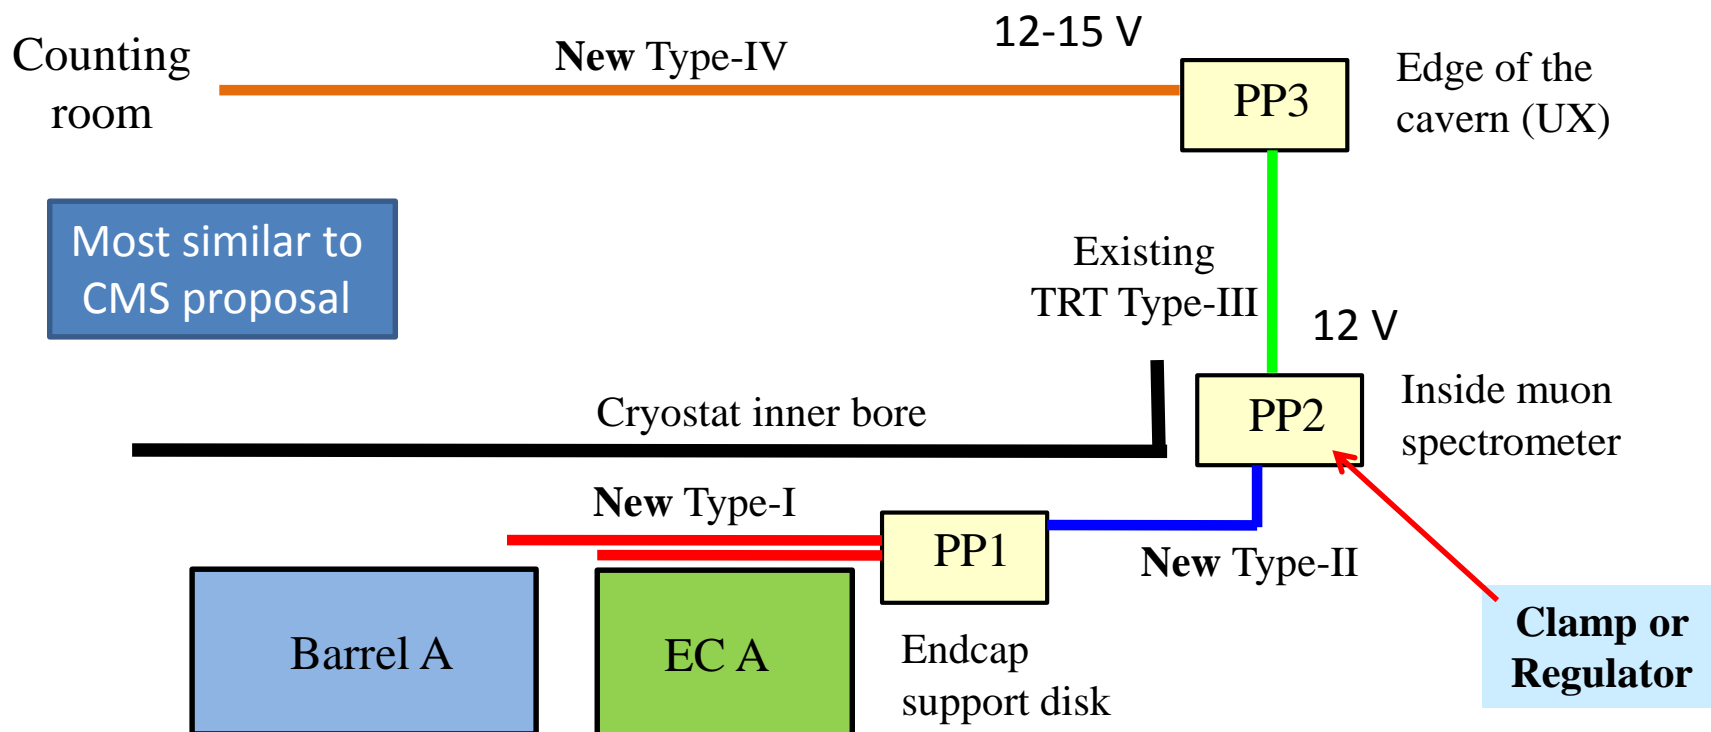 Counting
room
New Type-IV
12-15 V
PP3
Edge of the
cavern (UX)
Most similar to
CMS proposal
Existing
TRT Type-III
12 V
Cryostat inner bore
PP2
Inside muon
spectrometer
New Type-I
PP1
New Type-II
Barrel A
EC A
Endcap
support disk
Clamp or
Regulator